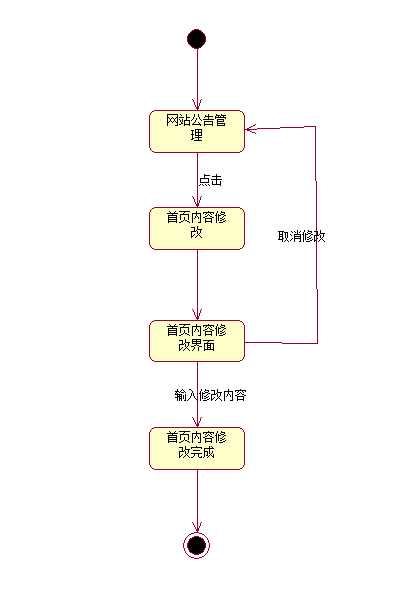 网站公告管
理
点击
首页内容修
改
取消修改
首页内容修
改界面
输入修改内容
首页内容修
改完成